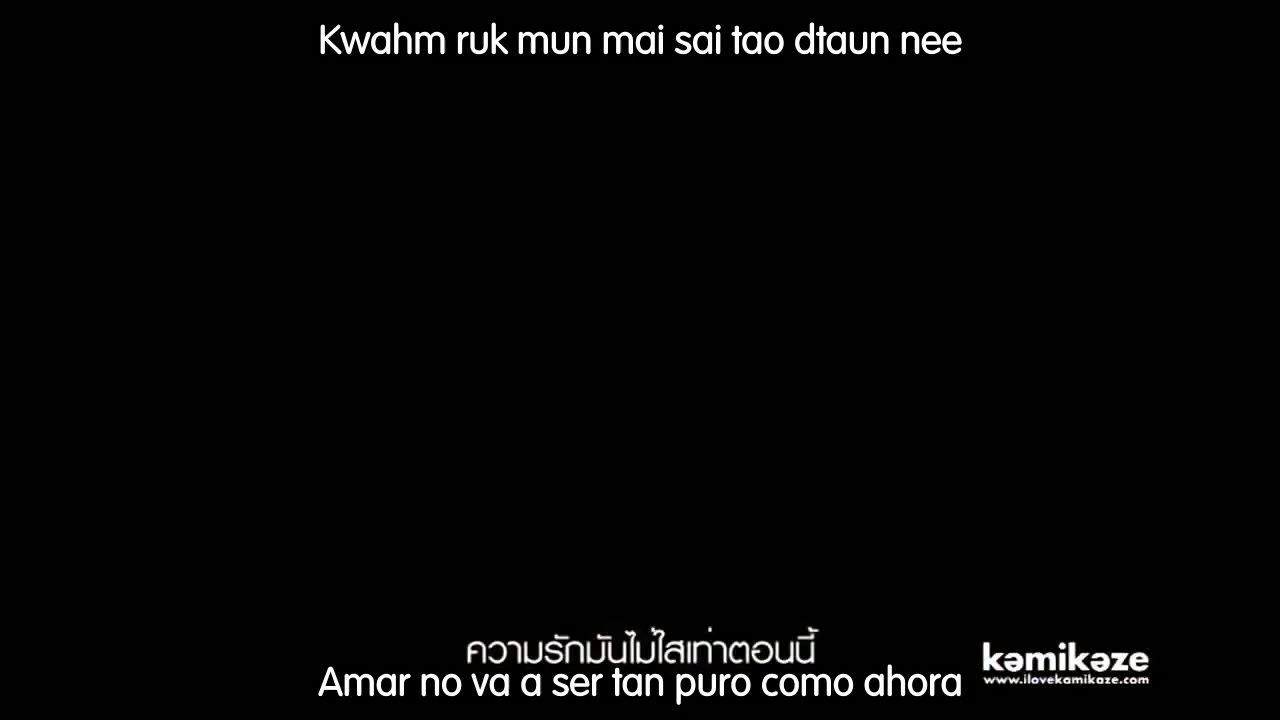 Kwahm ruk mun mai sai tao dtaun nee
ความรักมันไม่ใสเท่าตอนนี้
Amar no va a ser tan puro como ahora
kamikaze
www.ilovekamikaze.com